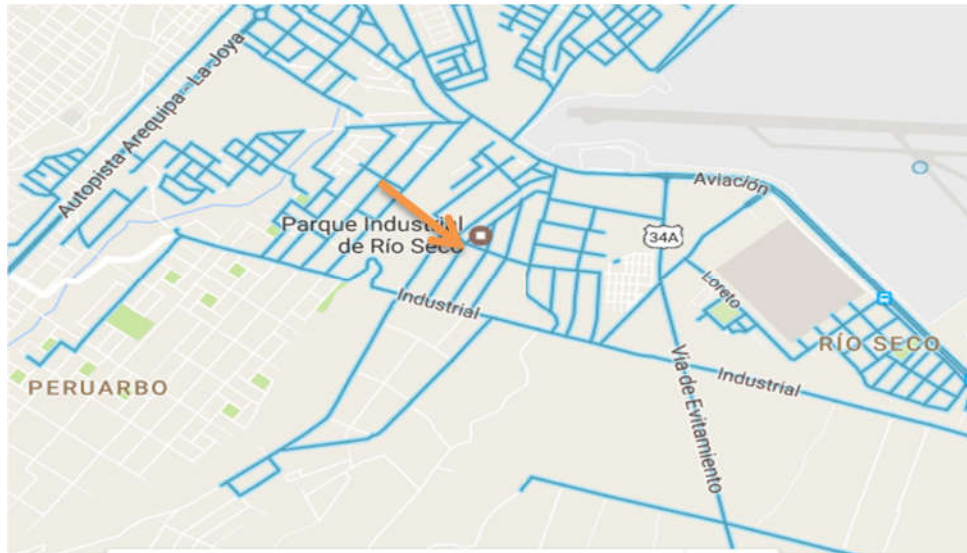 Autopista Arequipa - La Joya
Aviación
Parque Industrial
de Río Seco
34A
Loreto
Industrial
RÍO SECO
Vía de Evitamiento
Industrial
PERUARBO